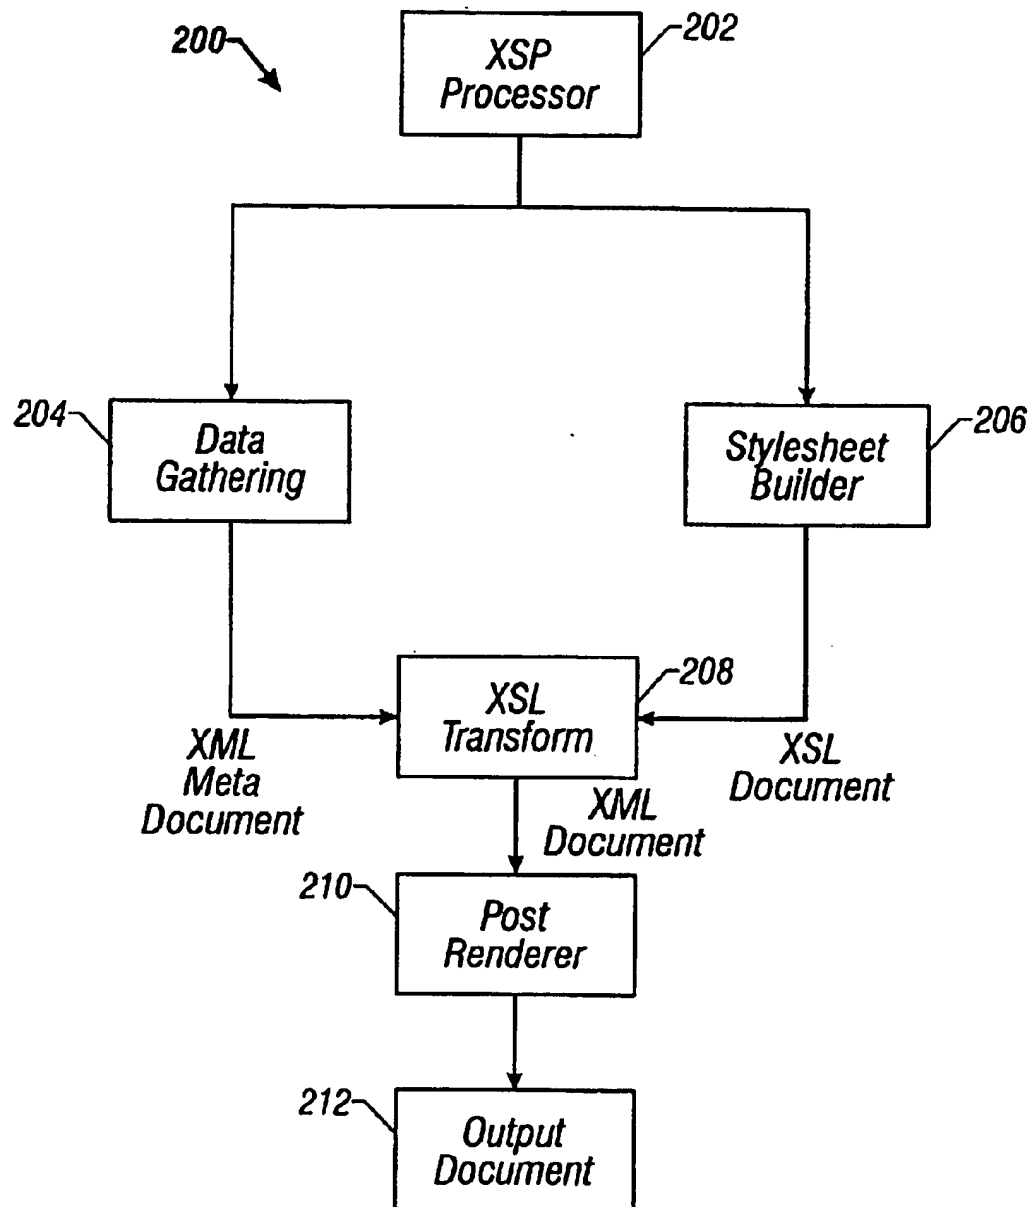 200
XSP
Processor
202
204
Data
Gathering
Stylesheet
Builder
206
XSL
Transform
208
XML
Meta
Document
XSL
Document
XML
Document
210
Post
Renderer
212
Output
Document